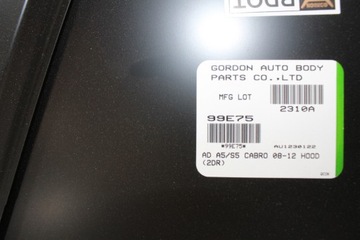 GORDON AUTO BODY
PARTS CO.,LTD
MFG LOT
2310A
99E75
*99E75*
AU1230122
AD A5/S5 CABRO 08-12 HOOD
(2DR)